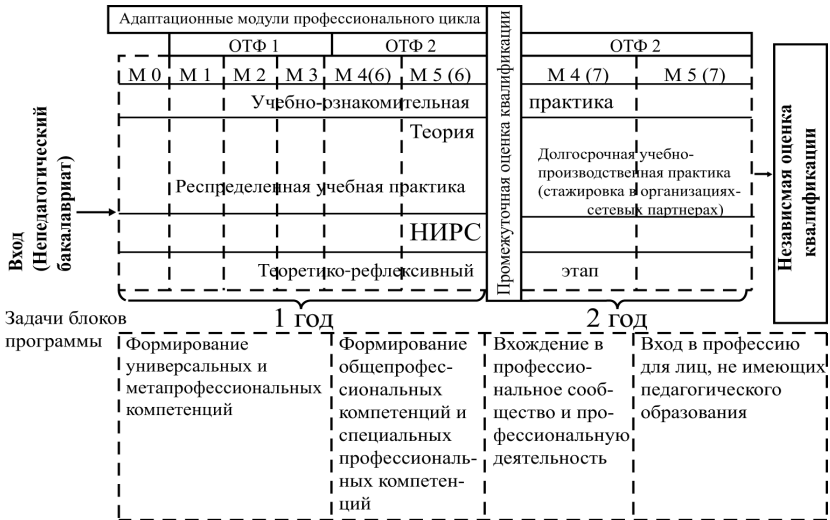 Адаптационные модули профессионального цикла
ОТФ 1
ОТФ 2
ОТФ 2
М 0
М 1
М 2
М 3
М 4(6)
М 5 (6)
М 4 (7)
М 5 (7)
Учебно-ознакомительная
практика
Теория
Респределенная учебная практика
Долгосрочная учебно-
производственная практика
(стажировка в организациях-
сетевых партнерах)
НИРС
Теоретико-рефлексивный
этап
Вход
(Непедагогический
бакалавриат)
Промежуточная оценка квалификации
Независмая оценка
квалификации
1 год
2 год
Задачи блоков
программы
Формирование
универсальных и
метапрофессиональных
компетенций
Формирование
общепрофес-
сиональных
компетенций и
специальных
профессиональ-
ных компетен-
ций
Вхождение в
профессио-
нальное сооб-
щество и про-
фессиональную
деятельность
Вход в профессию
для лиц, не имеющих
педагогического
образования